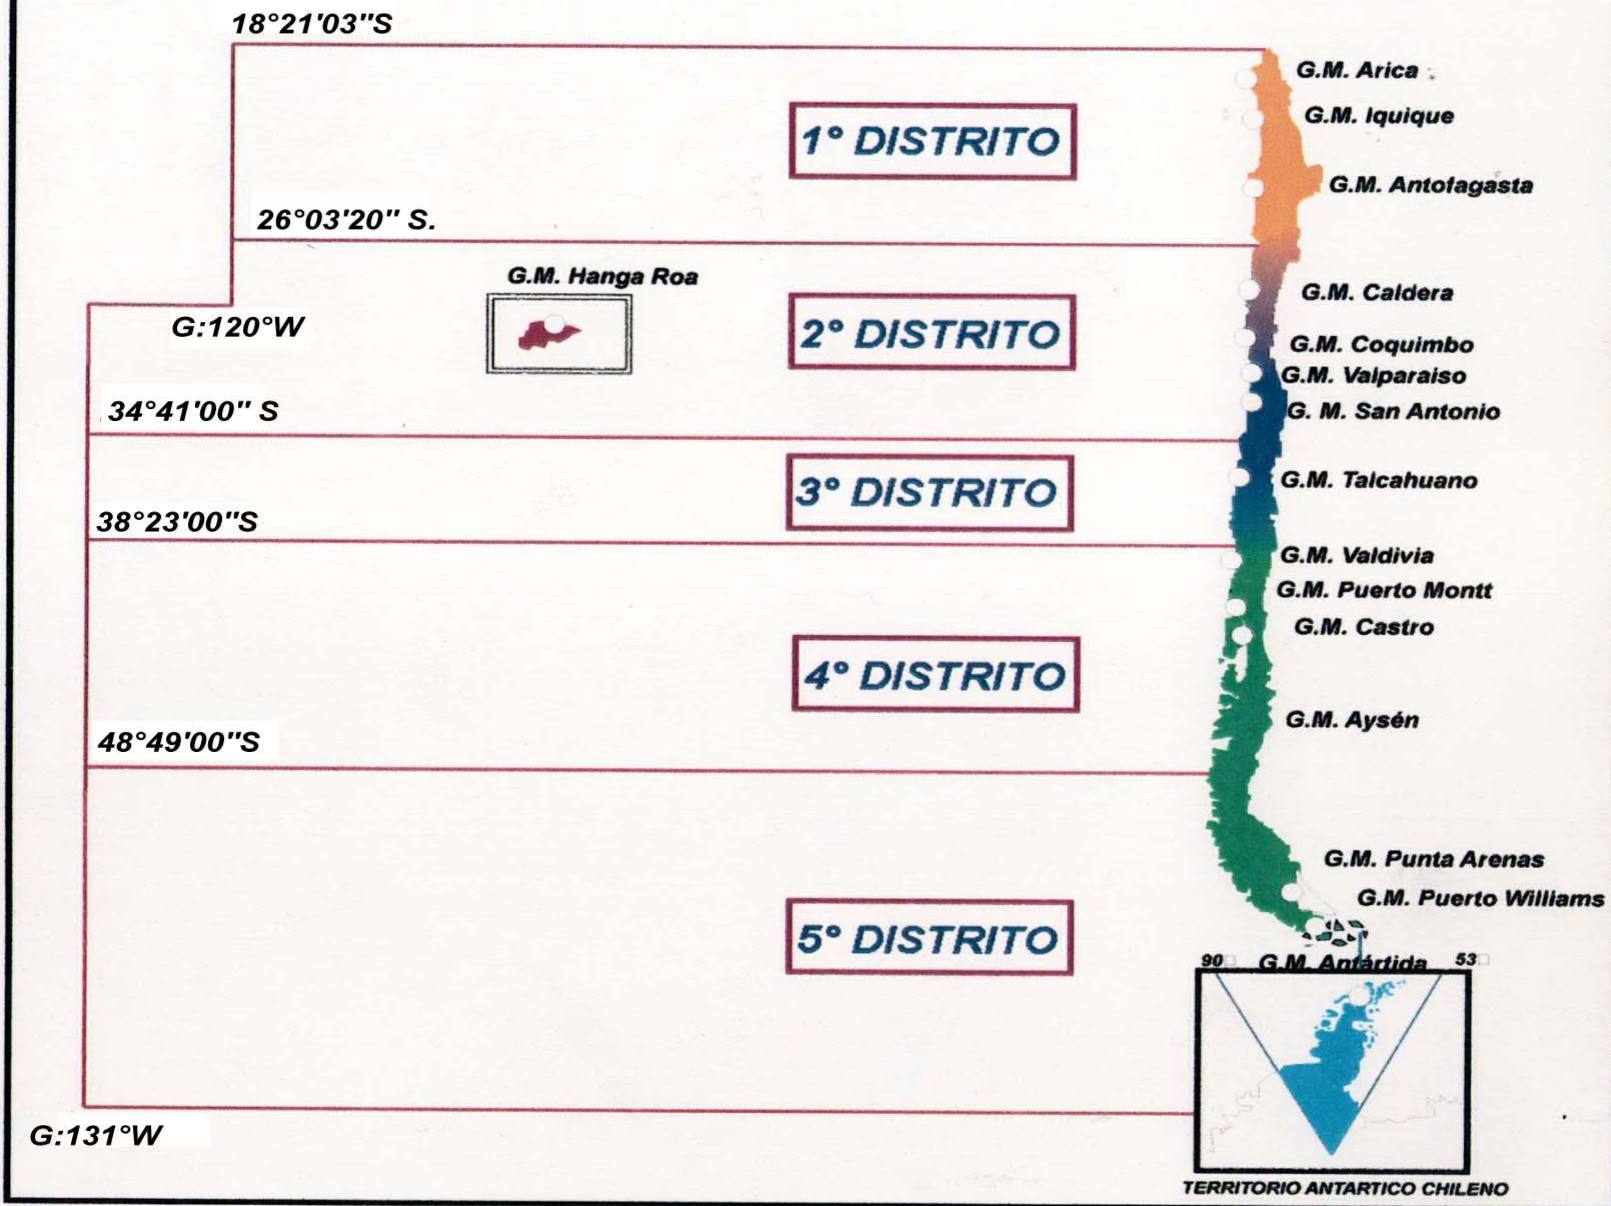 18°21'03"S
G.M. Arica
G.M. Iquique
1° DISTRITO
G.M. Antofagasta
26°03'20" S.
G.M. Hanga Roa
G.M. Caldera
G:120°W
2° DISTRITO
G.M. Coquimbo
G.M. Valparaiso
34°41'00" S
G. M. San Antonio
3° DISTRITO
G.M. Talcahuano
38°23'00"S
G.M. Valdivia
G.M. Puerto Montt
G.M. Castro
4° DISTRITO
G.M. Aysén
48°49'00"S
G.M. Punta Arenas
G.M. Puerto Williams
5° DISTRITO
90 G.M. Antártida 53
G:131°W
TERRITORIO ANTARTICO CHILENO